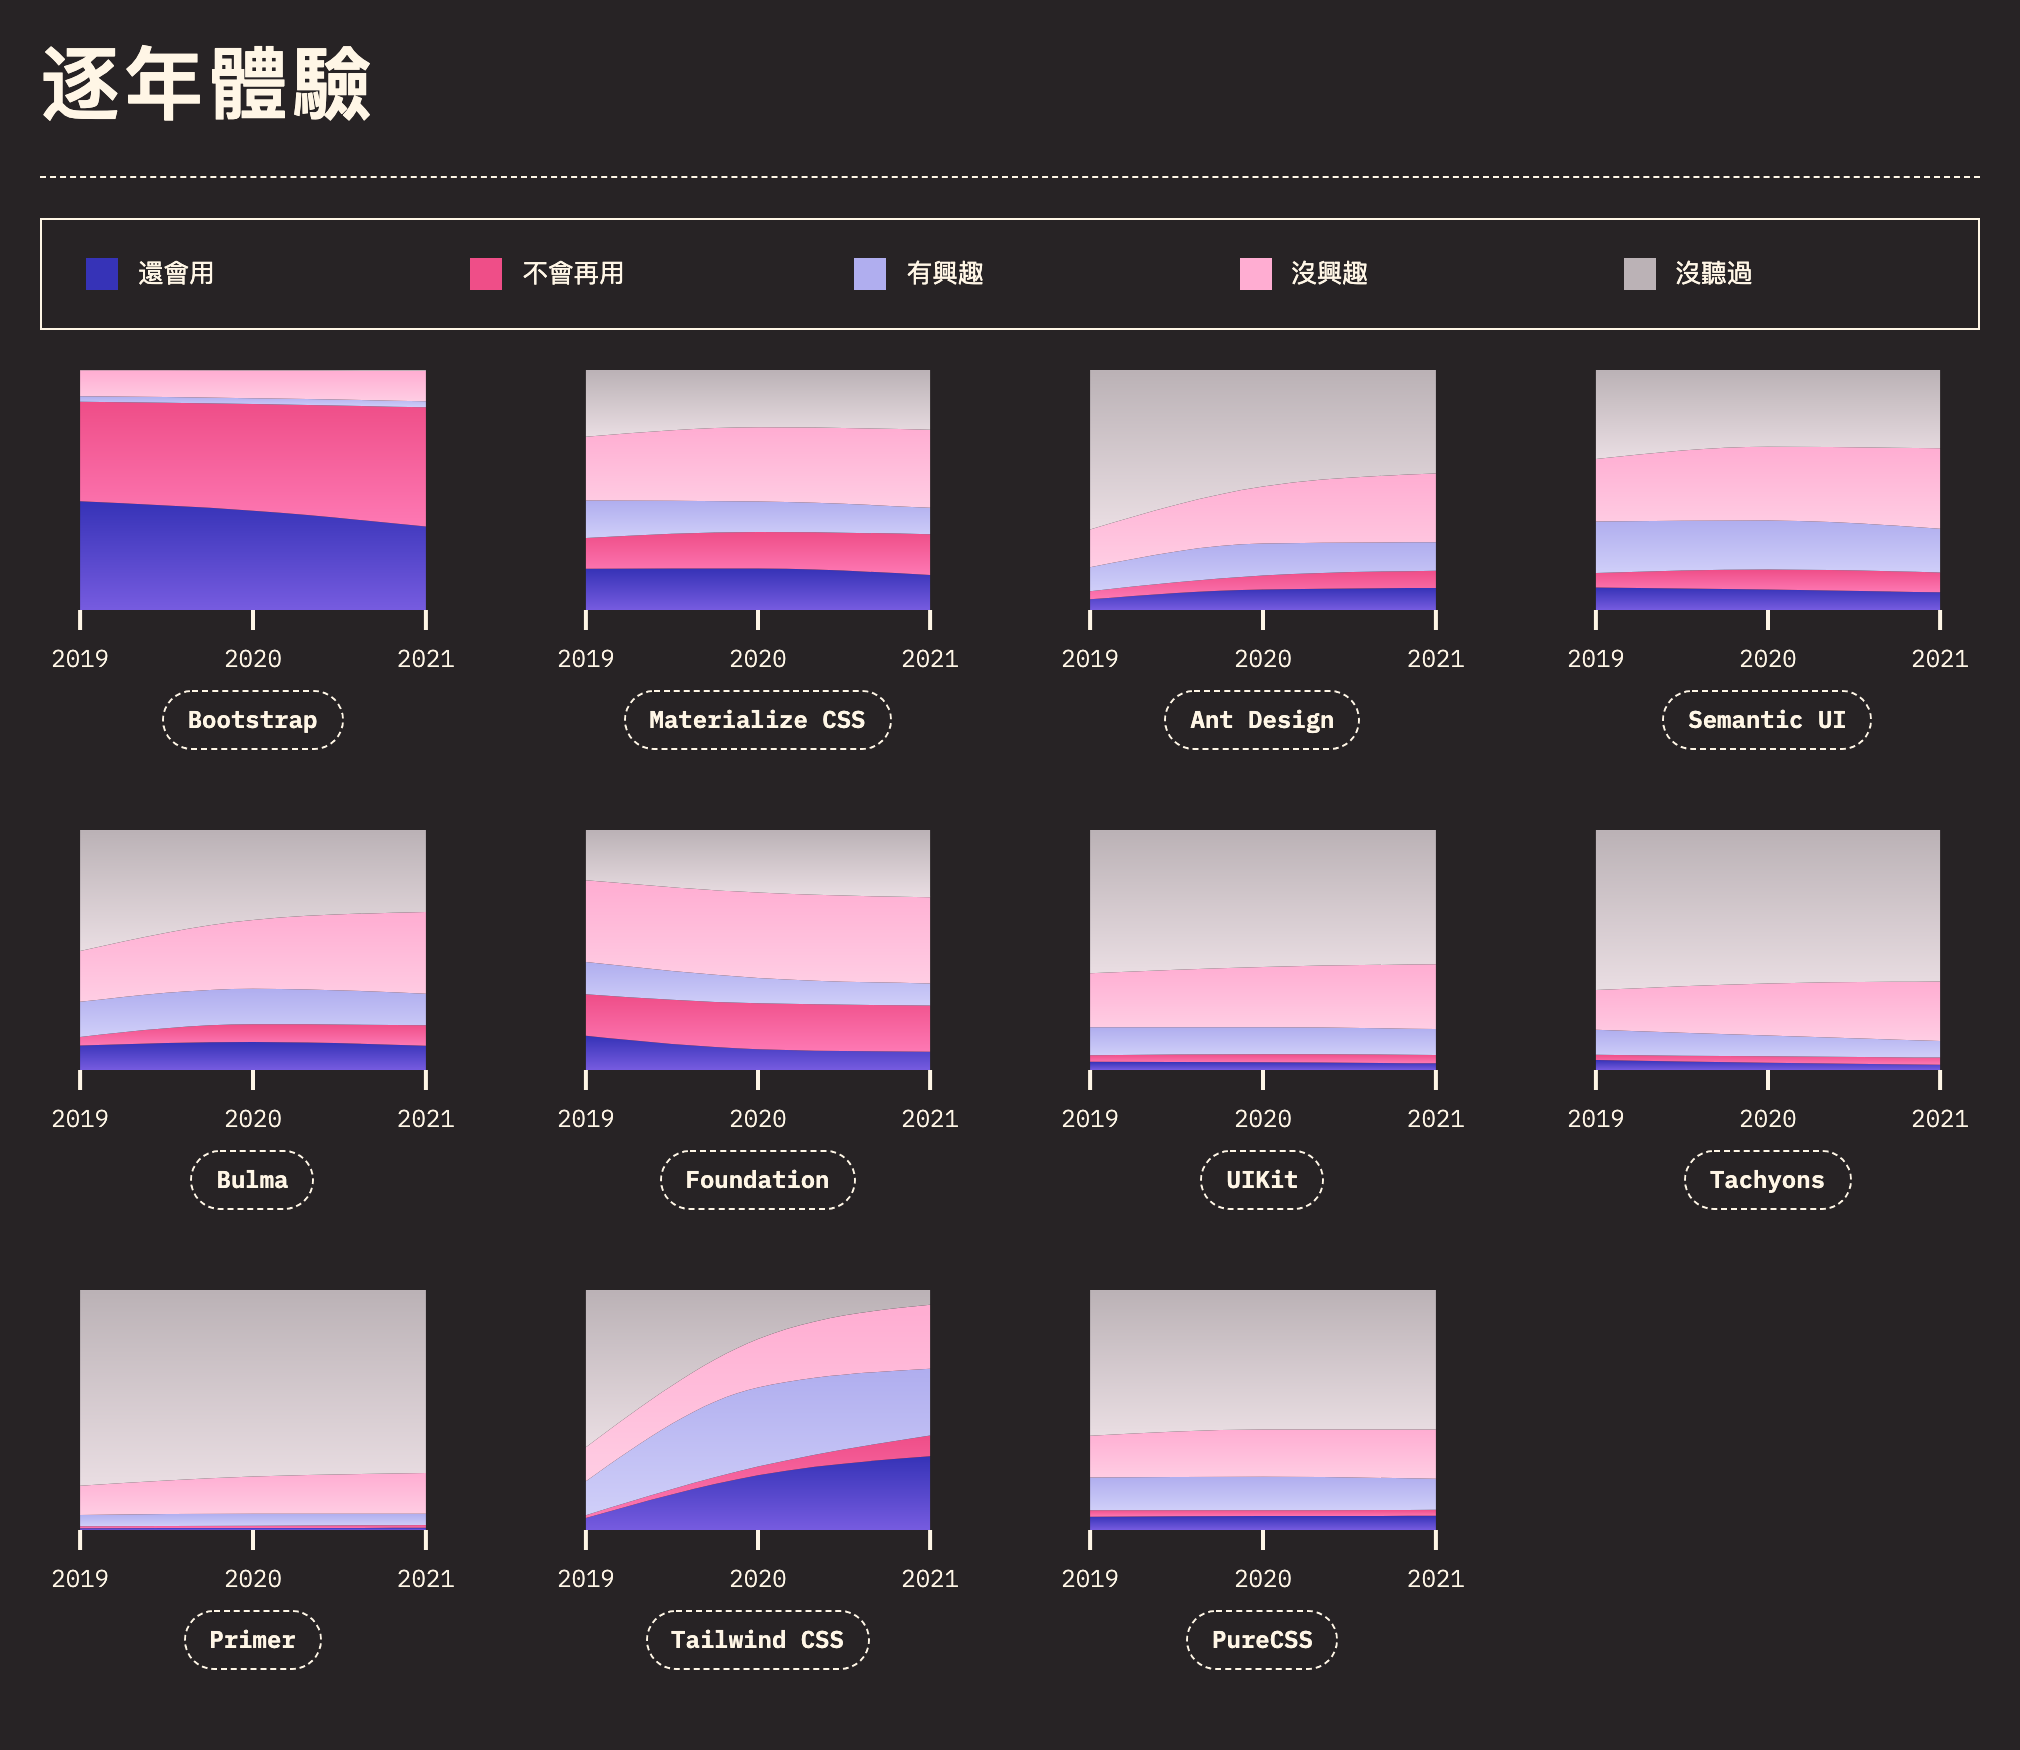 逐年體驗
還會用 不會再用 有興趣 沒興趣 沒聽過
2019 2020 2021 2019 2020 2021 2019 2020 2021 2019 2020 2021
Bootstrap Materialize CSS Ant Design Semantic UI
2019 2020 2021 2019 2020 2021 2019 2020 2021 2019 2020 2021
Bulma Foundation UIKit Tachyons
2019 2020 2021 2019 2020 2021 2019 2020 2021
Primer Tailwind CSS PureCSS